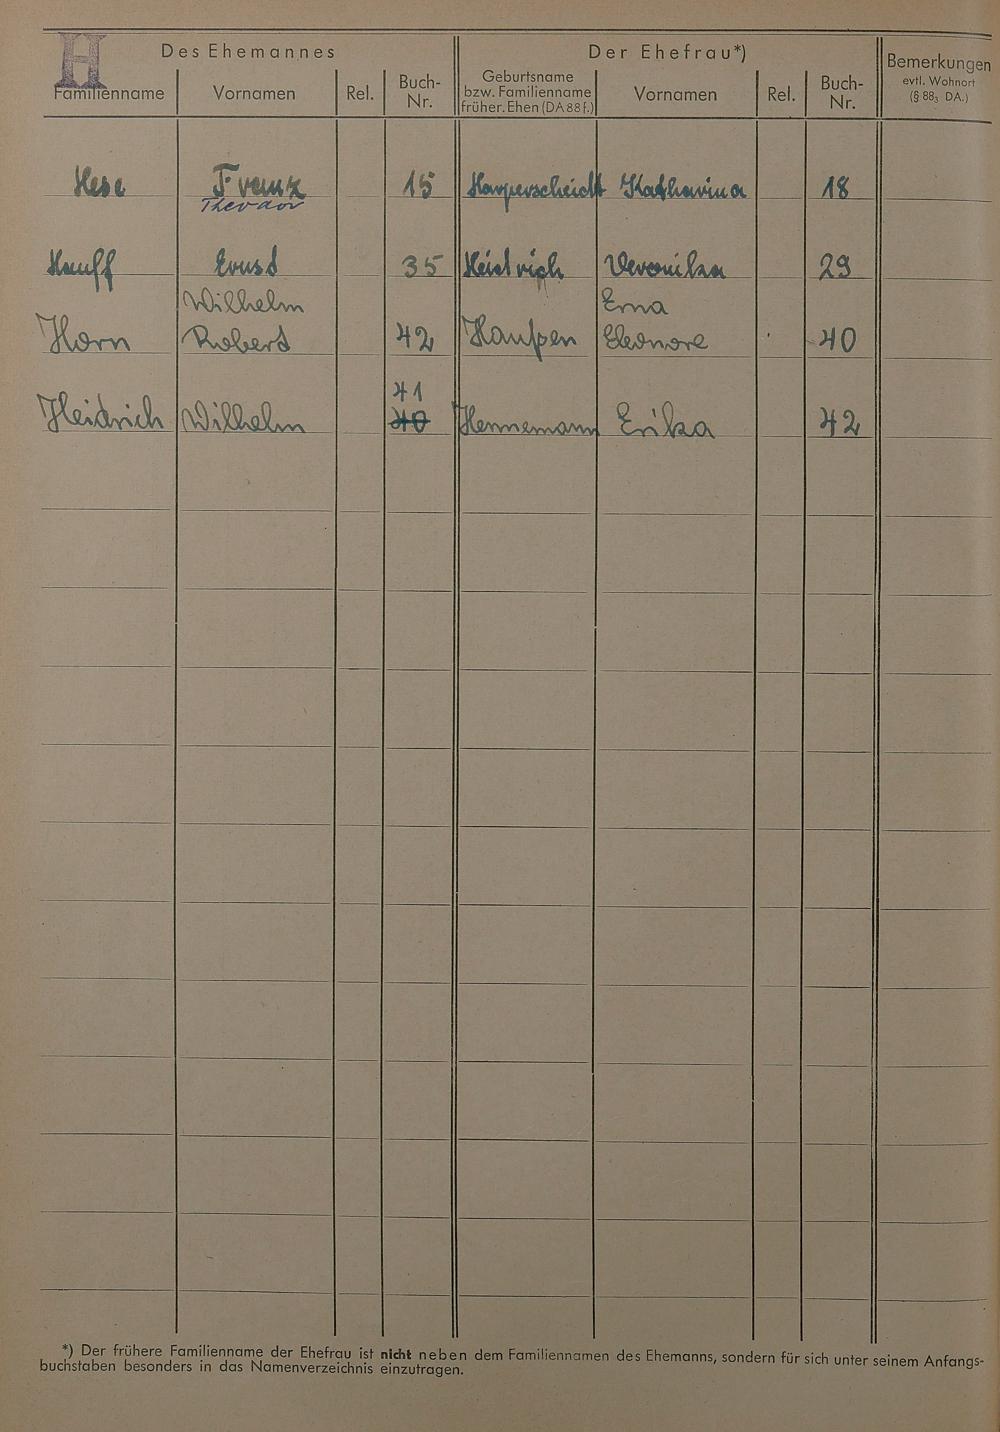 H
Des Ehemannes Der Ehefrau*) Bemerkungen
evtl. Wohnort
(§ 88₃ DA.)
Familienname Vornamen Rel. Buch-Nr. Geburtsname bzw. Familienname früher. Ehen (DA 88 f.) Vornamen Rel. Buch-Nr.
Hese Franz 15 Harperscheidt Katharina 18
Theodor
Hauff Ernst 35 Heidrich Veronika 29
Wilhelm Erna
Horn Robert 42 Haupen Eleonore 40
41
Heidrich Wilhelm 40 Hennemann Erika 42
*) Der frühere Familienname der Ehefrau ist nicht neben dem Familiennamen des Ehemanns, sondern für sich unter seinem Anfangs-
buchstaben besonders in das Namenverzeichnis einzutragen.